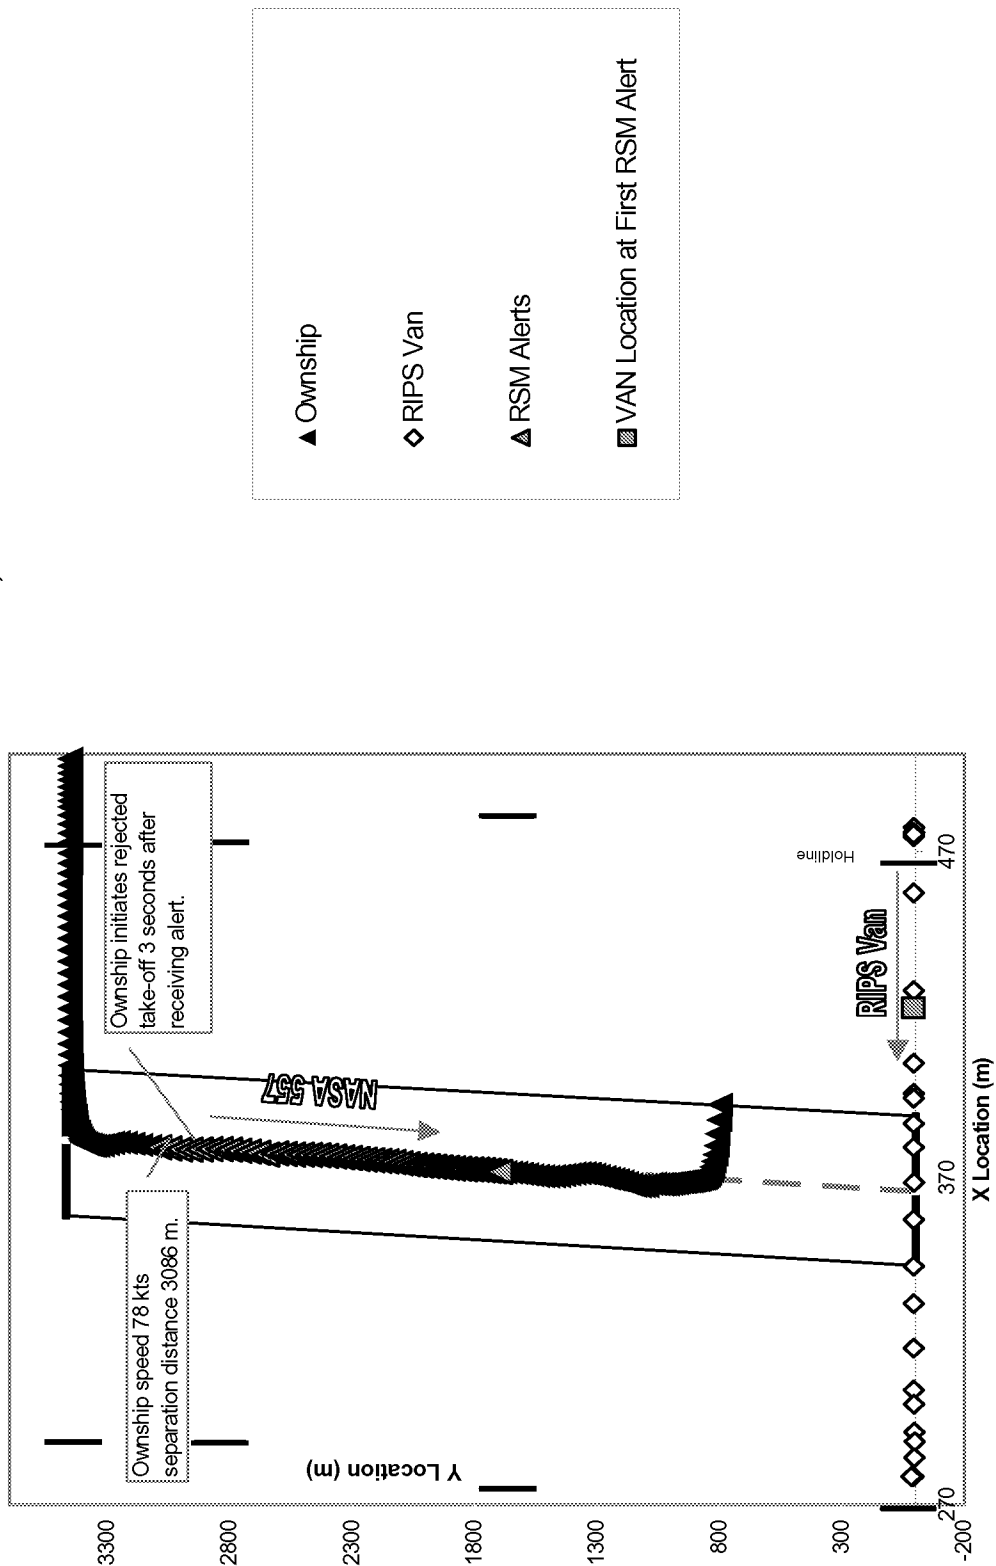 Ownship
RIPS Van
RSM Alerts
VAN Location at First RSM Alert
Ownship initiates rejected
take-off 3 seconds after
receiving alert.
Ownship speed 78 kts
separation distance 3086 m.
NASA 557
RIPS Van
Holdline
Y Location (m)
3300
2800
2300
1800
1300
800
300
-200
270
370
470
X Location (m)